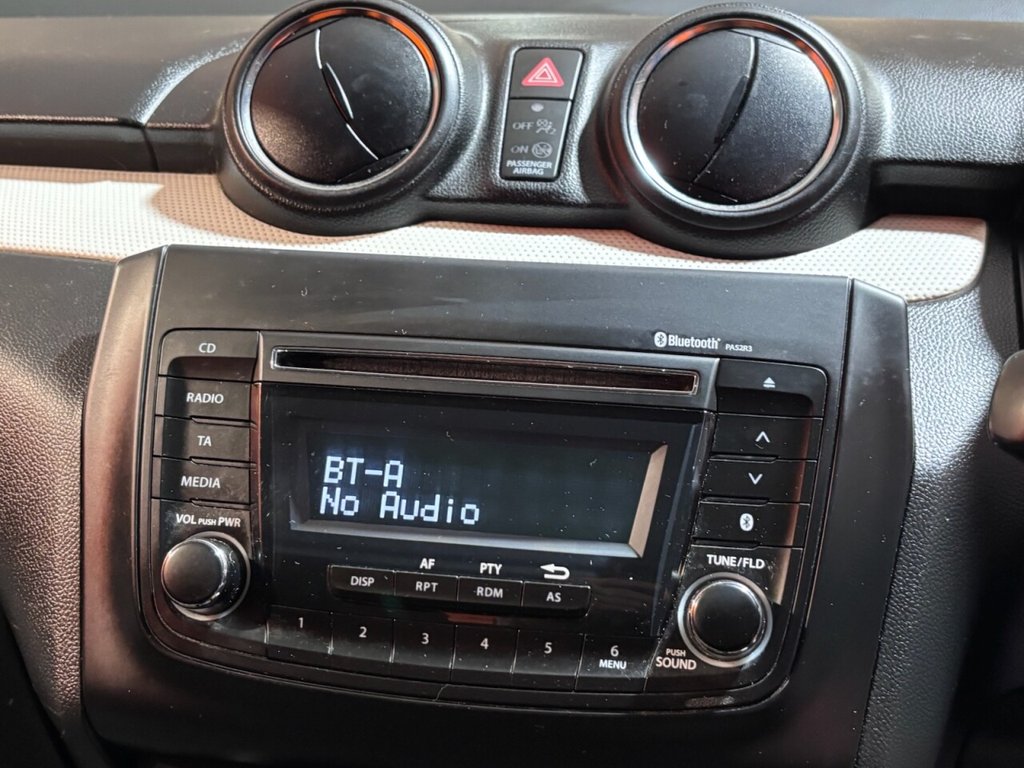 OFF
ON
PASSENGER
AIRBAG
Bluetooth® PAS2R3
CD
RADIO
TA
MEDIA
VOL PUSH PWR
BT-A
No Audio
TUNE/FLD
AF PTY
DISP RPT RDM AS
1 2 3 4 5 6
MENU
PUSH
SOUND